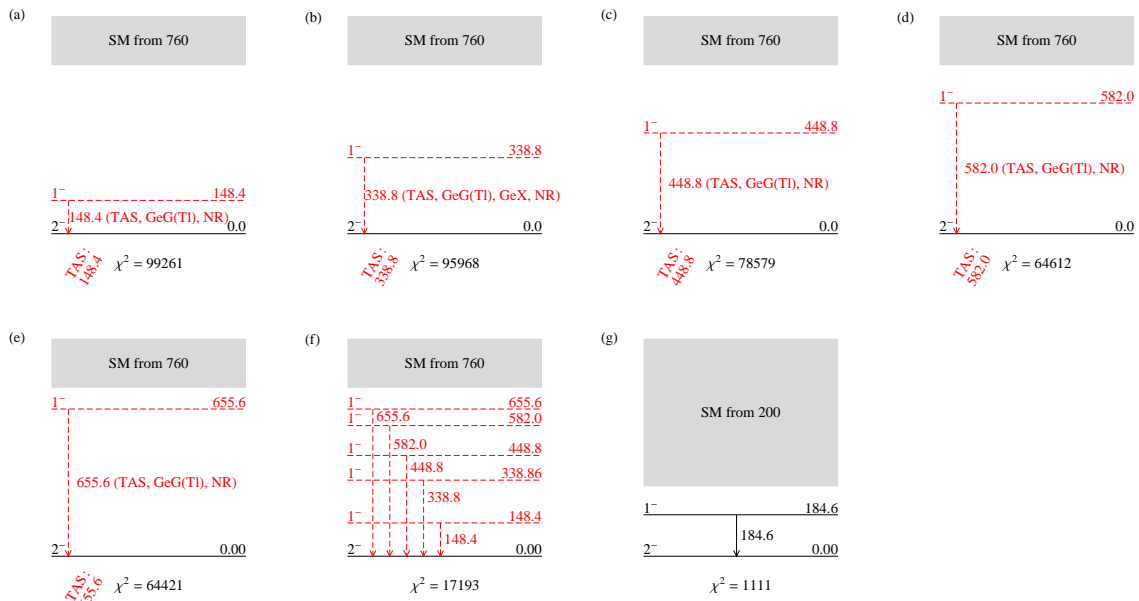 (a)
SM from 760
1⁻ 148.4
148.4 (TAS, GeG(Tl), NR)
2⁻ 0.0
TAS:
148.4
χ² = 99261
(b)
SM from 760
1⁻ 338.8
338.8 (TAS, GeG(Tl), GeX, NR)
2⁻ 0.0
TAS:
338.8
χ² = 95968
(c)
SM from 760
1⁻ 448.8
448.8 (TAS, GeG(Tl), NR)
2⁻ 0.0
TAS:
448.8
χ² = 78579
(d)
SM from 760
1⁻ 582.0
582.0 (TAS, GeG(Tl), NR)
2⁻ 0.0
TAS:
582.0
χ² = 64612
(e)
SM from 760
1⁻ 655.6
655.6 (TAS, GeG(Tl), NR)
2⁻ 0.00
TAS:
χ² = 64421
(f)
SM from 760
1⁻ 655.6
655.6
1⁻ 582.0
582.0
1⁻ 448.8
448.8
1⁻ 338.86
338.8
1⁻ 148.4
148.4
2⁻ 0.00
χ² = 17193
(g)
SM from 200
1⁻ 184.6
184.6
2⁻ 0.00
χ² = 1111